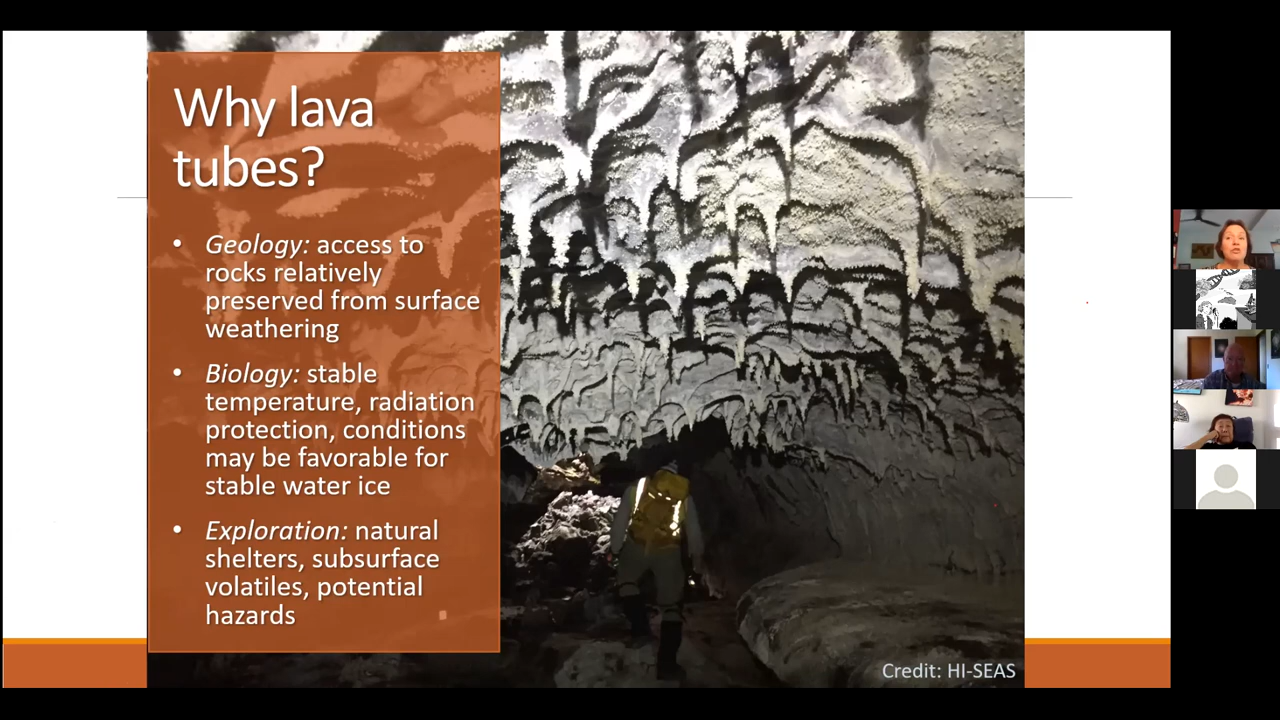 Why lava
tubes?
• Geology: access to
rocks relatively
preserved from surface
weathering
• Biology: stable
temperature, radiation
protection, conditions
may be favorable for
stable water ice
• Exploration: natural
shelters, subsurface
volatiles, potential
hazards
Credit: HI-SEAS